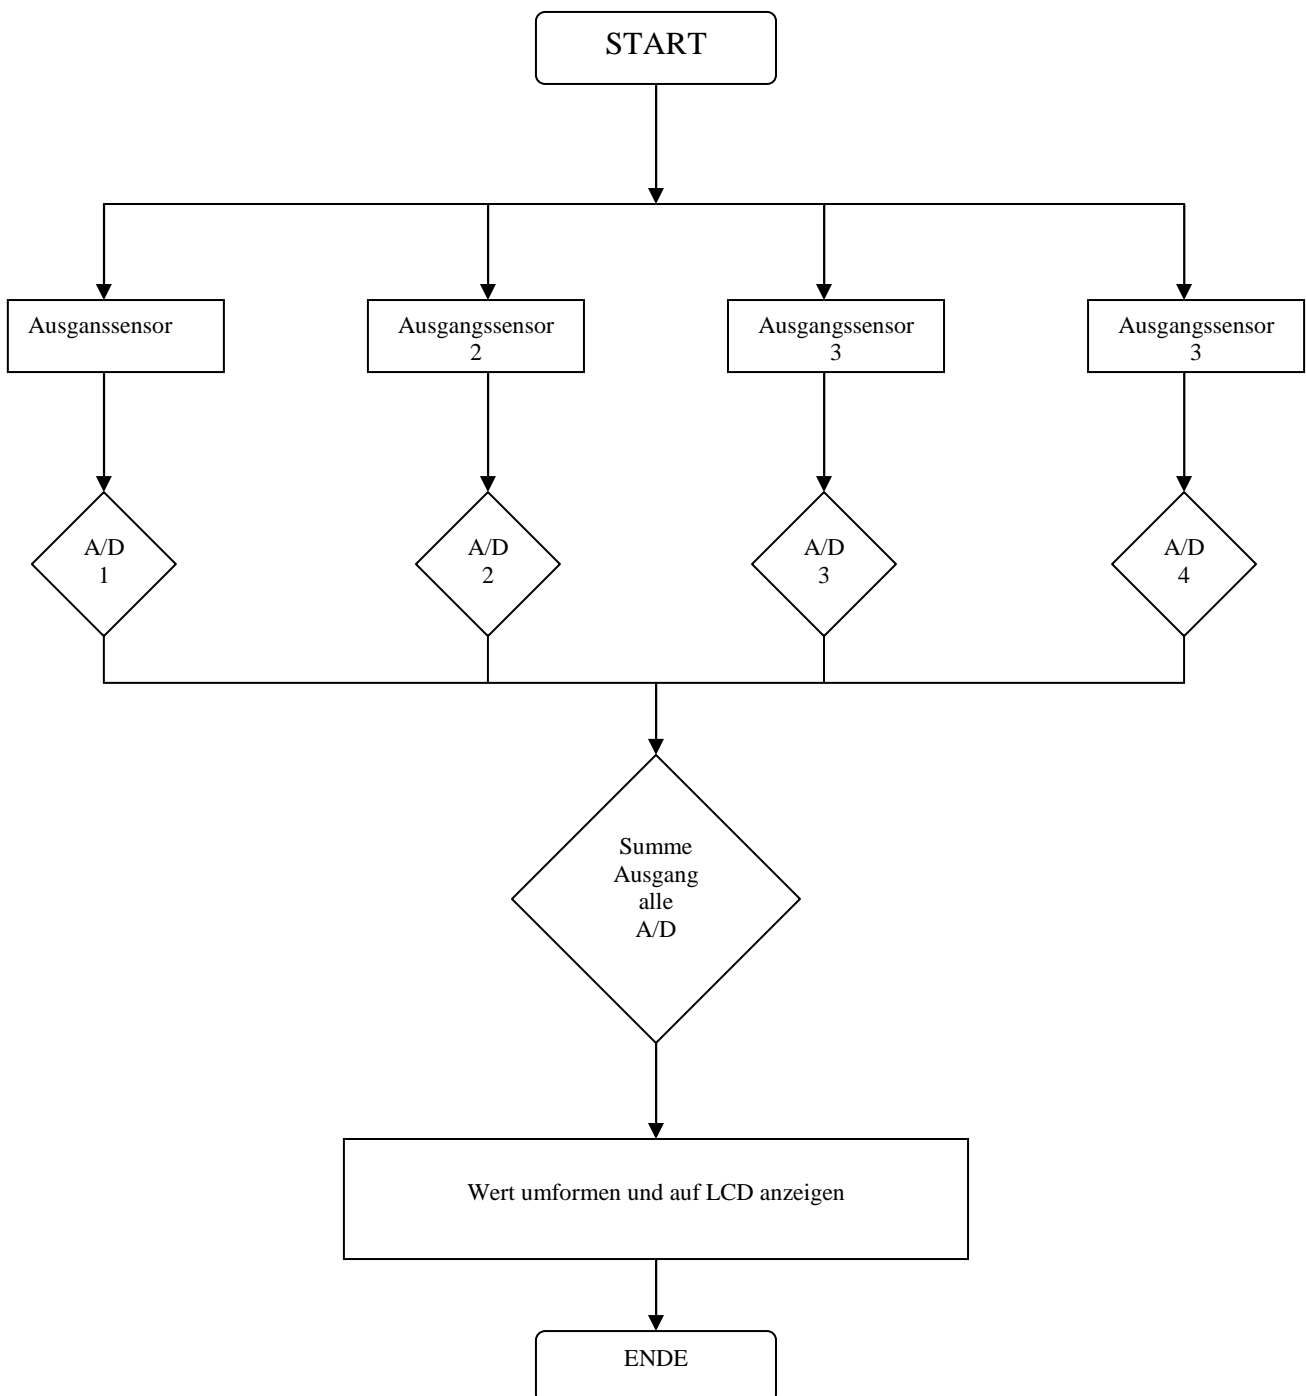 START
Ausganssensor
Ausgangssensor
2
Ausgangssensor
3
Ausgangssensor
3
A/D
1
A/D
2
A/D
3
A/D
4
Summe
Ausgang
alle
A/D
Wert umformen und auf LCD anzeigen
ENDE